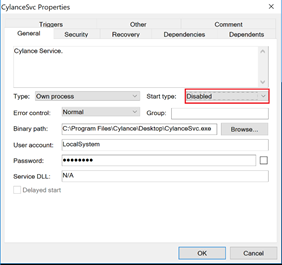 CylanceSvc Properties
Triggers Other Comment
General Security Recovery Dependencies Dependents
Cylance Service.
Type: Own process Start type: Disabled
Error control: Normal Group:
Binary path: C:\Program Files\Cylance\Desktop\CylanceSvc.exe Browse...
User account: LocalSystem
Password: ●●●●●●●●
Service DLL: N/A
Delayed start
OK Cancel